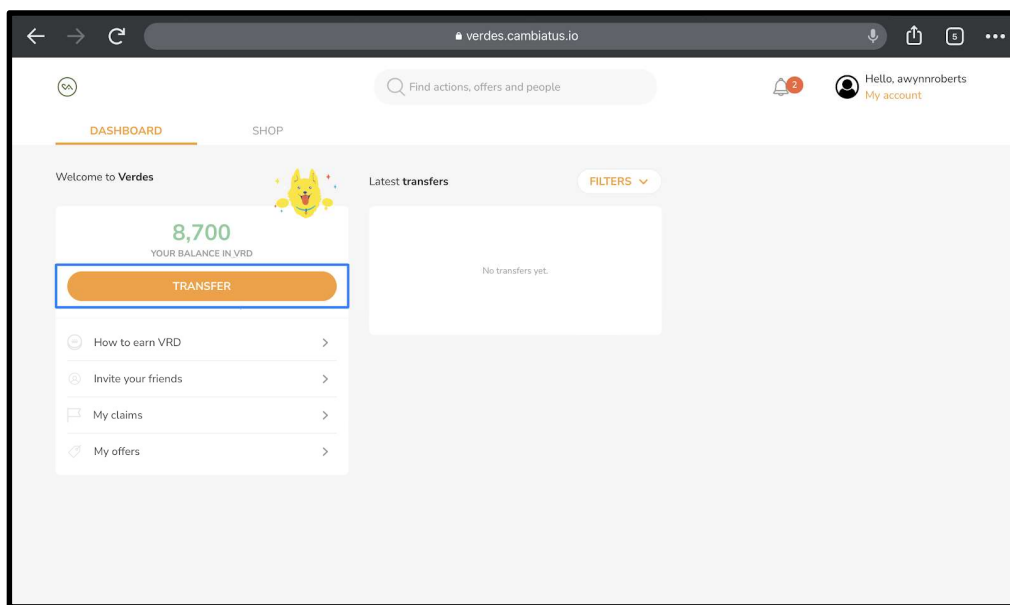 verdes.cambiatus.io
5
Find actions, offers and people
2
Hello, awynnroberts
My account
DASHBOARD
SHOP
Welcome to Verdes
8,700
YOUR BALANCE IN VRD
TRANSFER
How to earn VRD
Invite your friends
My claims
My offers
Latest transfers
FILTERS
No transfers yet.